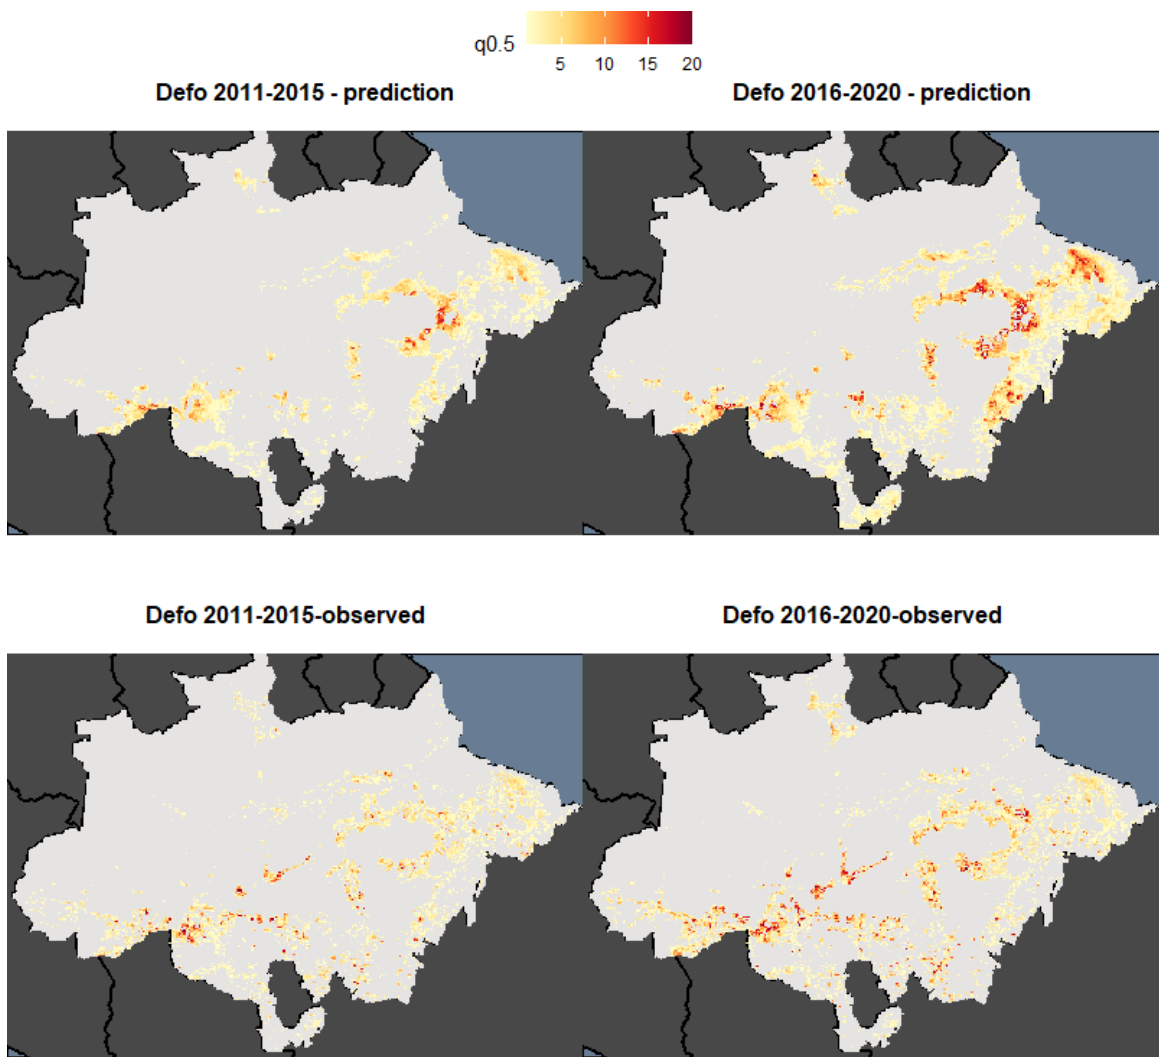 q0.5
5 10 15 20
Defo 2011-2015 - prediction
Defo 2016-2020 - prediction
Defo 2011-2015-observed
Defo 2016-2020-observed